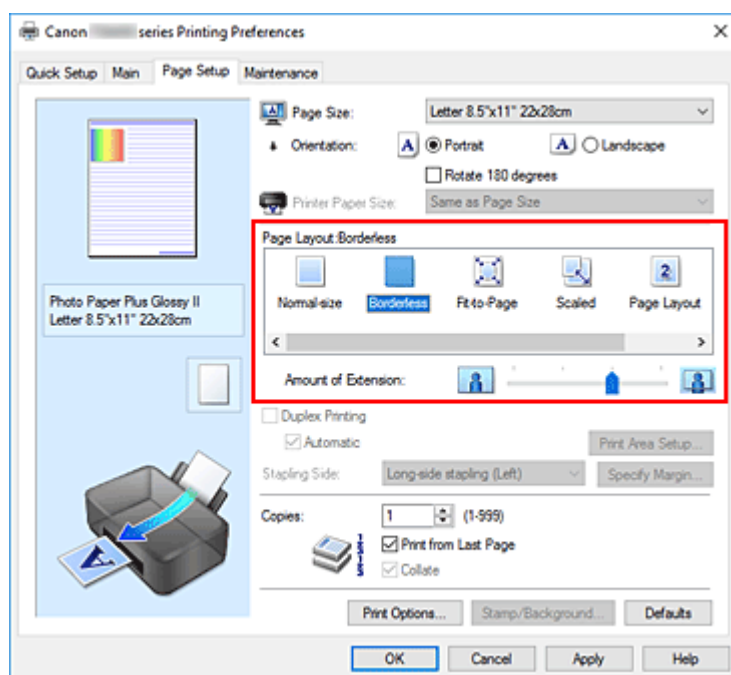 Canon series Printing Preferences
Quick Setup Main Page Setup Maintenance
Page Size: Letter 8.5"x11" 22x28cm
Orientation: A Portrait A Landscape
Rotate 180 degrees
Printer Paper Size: Same as Page Size
Page Layout:Borderless
2
Normal-size Borderless Fit-to-Page Scaled Page Layout
Photo Paper Plus Glossy II
Letter 8.5"x11" 22x28cm
Amount of Extension:
Duplex Printing
Automatic Print Area Setup...
Stapling Side: Long-side stapling (Left) Specify Margin...
Copies: 1 (1-999)
Print from Last Page
Collate
A
Print Options... Stamp/Background... Defaults
OK Cancel Apply Help